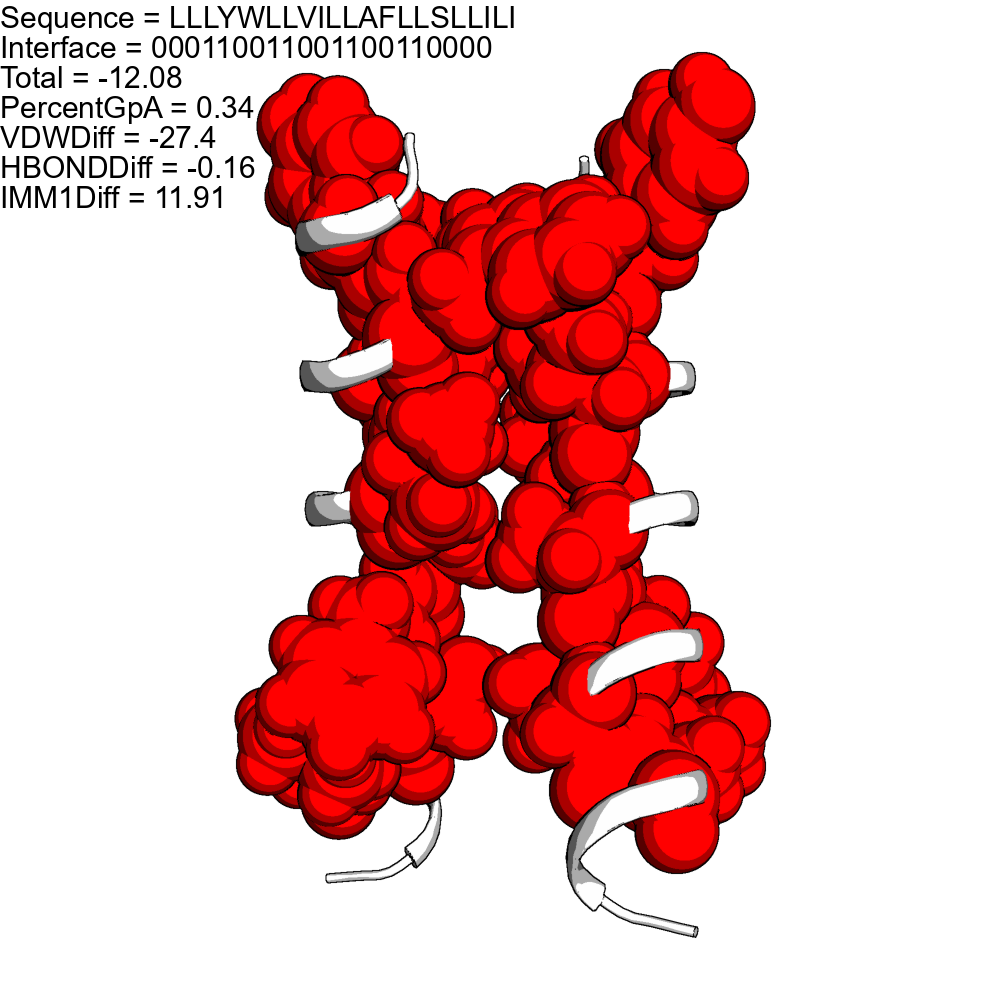 Sequence = LLLYWLLVILLAFLLSLLILI
Interface = 000110011001100110000
Total = -12.08
PercentGpA = 0.34
VDWDiff = -27.4
HBONDDiff = -0.16
IMM1Diff = 11.91